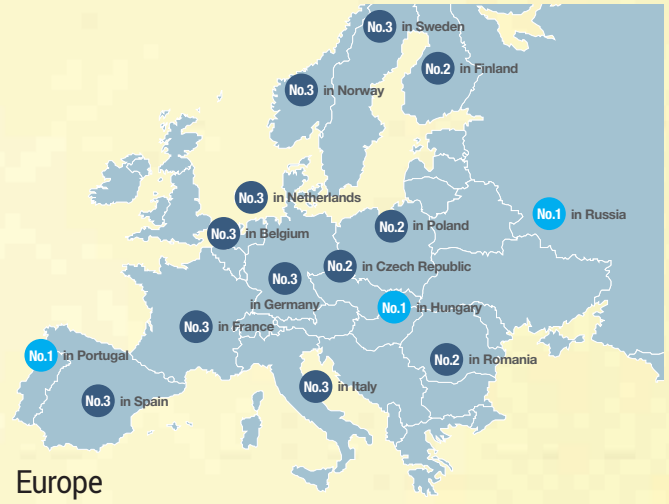 No.3 in Sweden
No.2 in Finland
No.3 in Norway
No.3 in Netherlands
No.1 in Russia
No.3 in Belgium
No.2 in Poland
No.2 in Czech Republic
No.3
in Germany
No.1 in Hungary
No.3 in France
No.1 in Portugal
No.2 in Romania
No.3 in Italy
No.3 in Spain
Europe